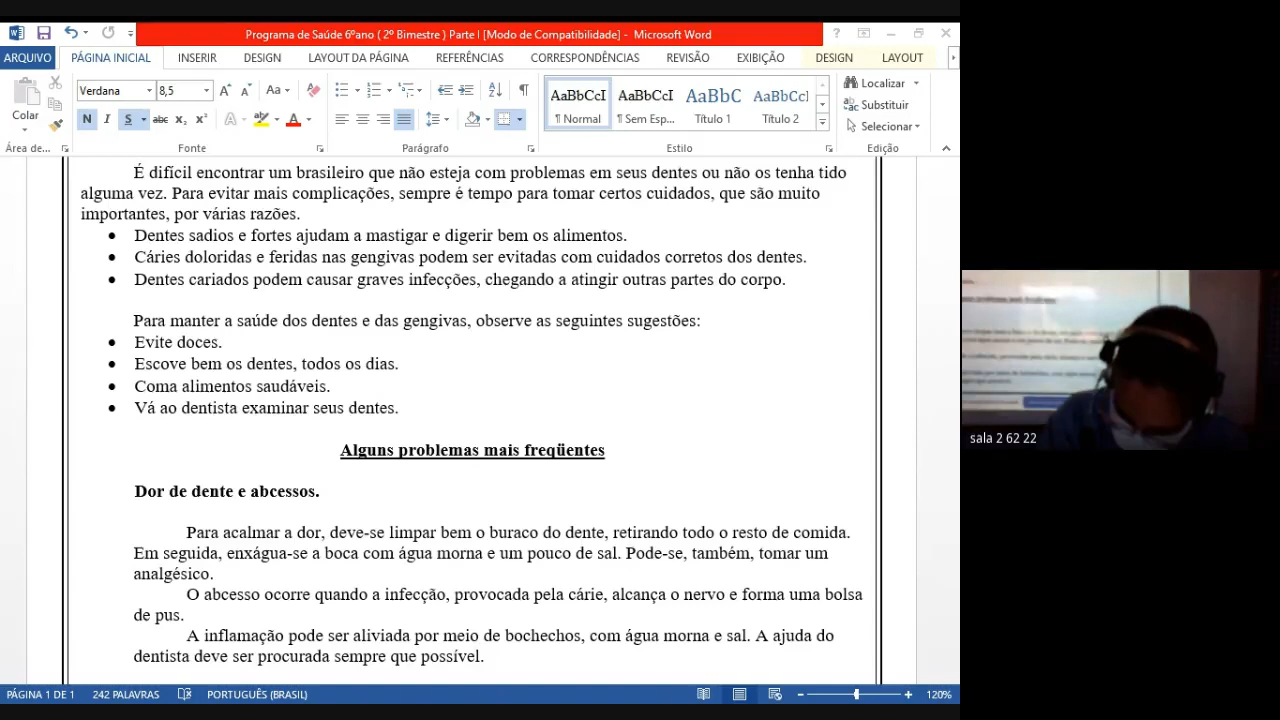 Programa de Saúde 6ºano ( 2º Bimestre ) Parte I [Modo de Compatibilidade] - Microsoft Word
ARQUIVO PÁGINA INICIAL INSERIR DESIGN LAYOUT DA PÁGINA REFERÊNCIAS CORRESPONDÊNCIAS REVISÃO EXIBIÇÃO DESIGN LAYOUT
Verdana 8,5 Aa AaBbCcI AaBbCcI AaBbC AaBbCcI Localizar
Substituir
Colar N I S abc x₂ x² A A ¶ Normal ¶ Sem Esp... Título 1 Título 2 Selecionar
Área de... Fonte Parágrafo Estilo Edição
É difícil encontrar um brasileiro que não esteja com problemas em seus dentes ou não os tenha tido
alguma vez. Para evitar mais complicações, sempre é tempo para tomar certos cuidados, que são muito
importantes, por várias razões.
• Dentes sadios e fortes ajudam a mastigar e digerir bem os alimentos.
• Cáries doloridas e feridas nas gengivas podem ser evitadas com cuidados corretos dos dentes.
• Dentes cariados podem causar graves infecções, chegando a atingir outras partes do corpo.
Para manter a saúde dos dentes e das gengivas, observe as seguintes sugestões:
• Evite doces.
• Escove bem os dentes, todos os dias.
• Coma alimentos saudáveis.
• Vá ao dentista examinar seus dentes.
Alguns problemas mais freqüentes
Dor de dente e abcessos.
Para acalmar a dor, deve-se limpar bem o buraco do dente, retirando todo o resto de comida.
Em seguida, enxágua-se a boca com água morna e um pouco de sal. Pode-se, também, tomar um
analgésico.
O abcesso ocorre quando a infecção, provocada pela cárie, alcança o nervo e forma uma bolsa
de pus.
A inflamação pode ser aliviada por meio de bochechos, com água morna e sal. A ajuda do
dentista deve ser procurada sempre que possível.
PÁGINA 1 DE 1 242 PALAVRAS PORTUGUÊS (BRASIL) 120%
sala 2 62 22